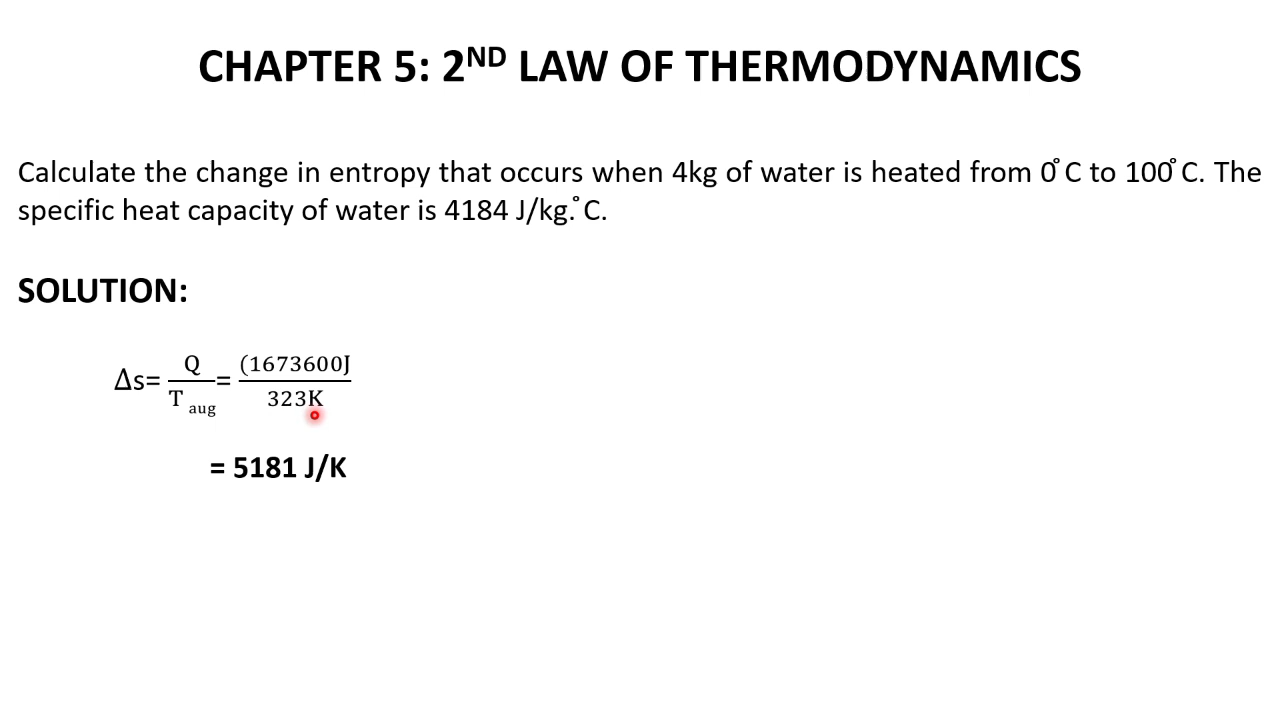 CHAPTER 5: 2ND LAW OF THERMODYNAMICS
Calculate the change in entropy that occurs when 4kg of water is heated from 0°C to 100°C. The
specific heat capacity of water is 4184 J/kg.°C.
SOLUTION:
Δs= Q / T aug = (1673600J / 323K
= 5181 J/K